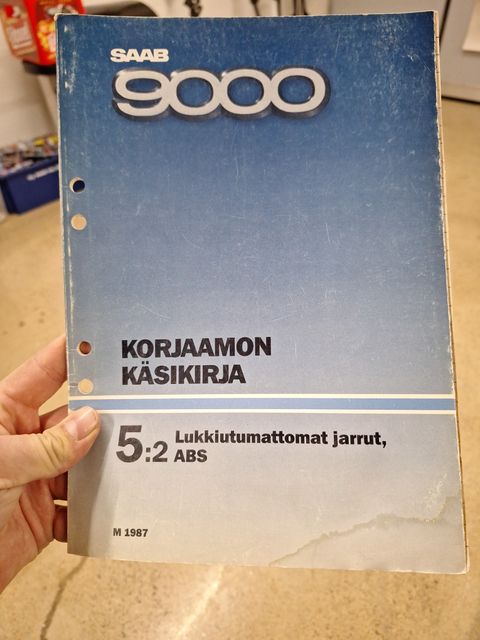 SAAB
9000
KORJAAMON
KÄSIKIRJA
5:2 Lukkiutumattomat jarrut,
ABS
M 1987